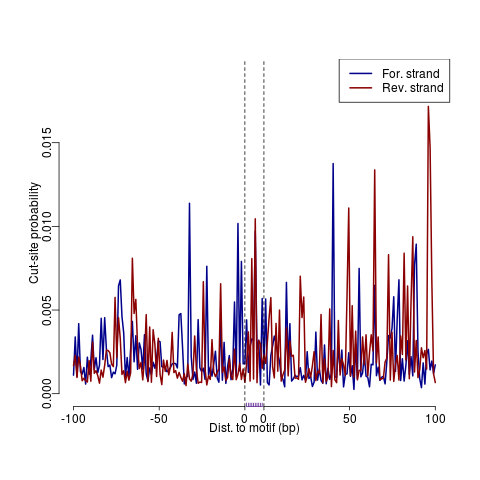 For. strand
Rev. strand
Cut-site probability
0.015
0.010
0.005
0.000
-100 -50 0 0 50 100
Dist. to motif (bp)